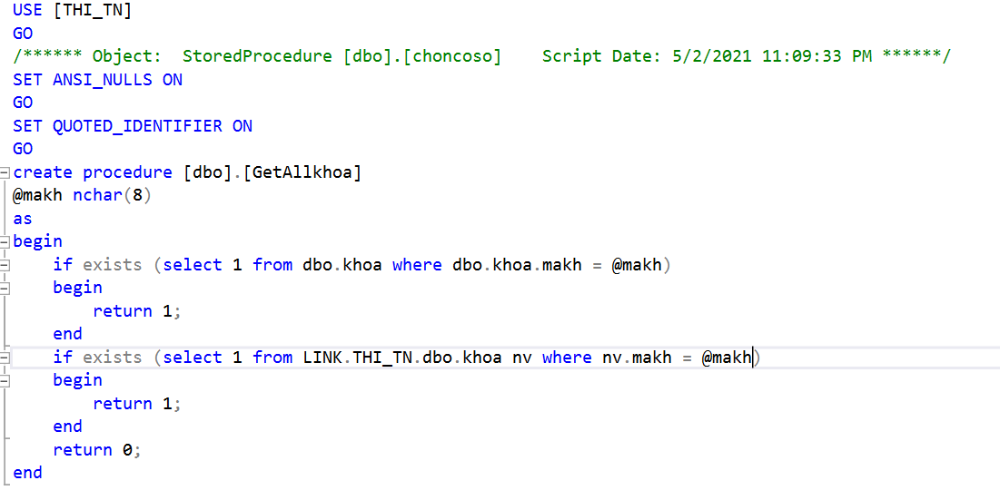 USE [THI_TN]
GO
/****** Object:  StoredProcedure [dbo].[choncoso]    Script Date: 5/2/2021 11:09:33 PM ******/
SET ANSI_NULLS ON
GO
SET QUOTED_IDENTIFIER ON
GO
create procedure [dbo].[GetAllkhoa]
@makh nchar(8)
as
begin
    if exists (select 1 from dbo.khoa where dbo.khoa.makh = @makh)
    begin
        return 1;
    end
    if exists (select 1 from LINK.THI_TN.dbo.khoa nv where nv.makh = @makh)
    begin
        return 1;
    end
    return 0;
end